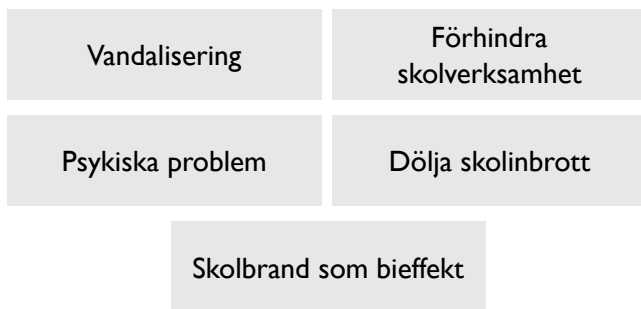 Vandalisering
Förhindra
skolverksamhet
Psykiska problem
Dölja skolinbrott
Skolbrand som bieffekt